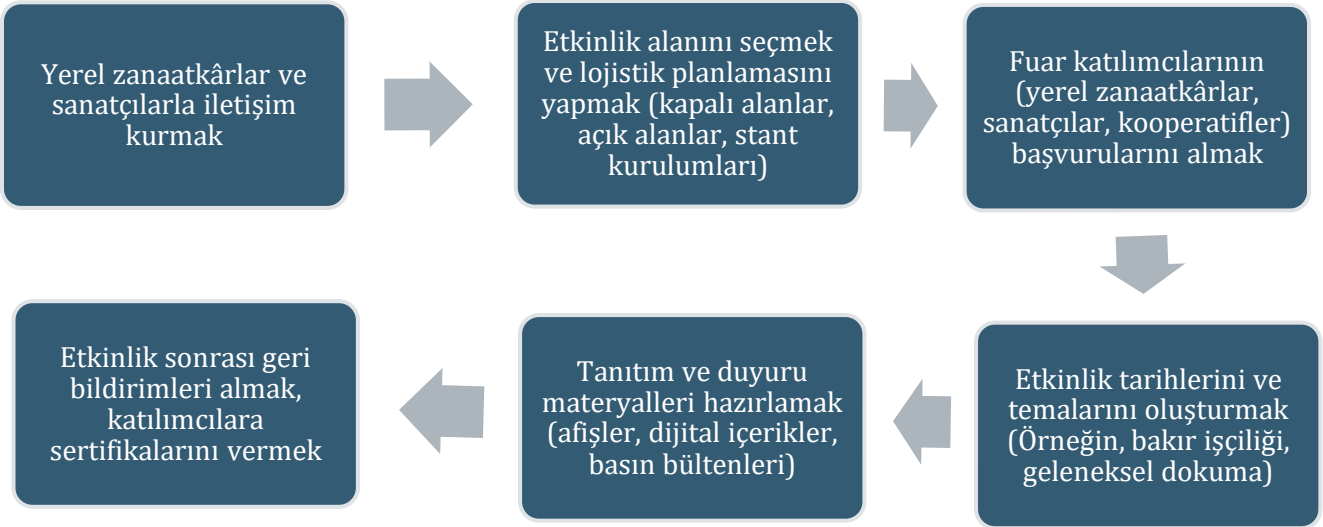 Yerel zanaatkârlar ve
sanatçılarla iletişim
kurmak
Etkinlik alanını seçmek
ve lojistik planlamasını
yapmak (kapalı alanlar,
açık alanlar, stant
kurulumları)
Fuar katılımcılarının
(yerel zanaatkârlar,
sanatçılar, kooperatifler)
başvurularını almak
Etkinlik tarihlerini ve
temalarını oluşturmak
(Örneğin, bakır işçiliği,
geleneksel dokuma)
Tanıtım ve duyuru
materyalleri hazırlamak
(afişler, dijital içerikler,
basın bültenleri)
Etkinlik sonrası geri
bildirimleri almak,
katılımcılara
sertifikalarını vermek